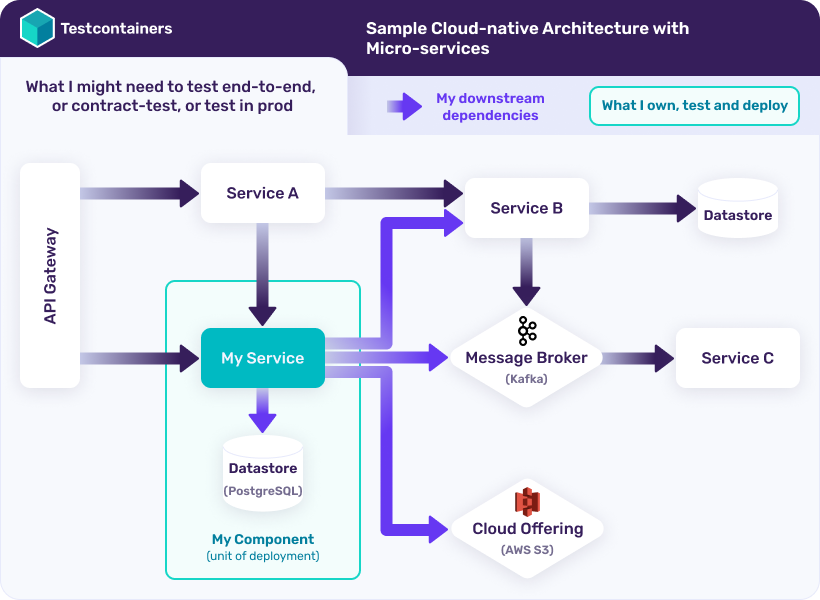 Testcontainers
Sample Cloud-native Architecture with
Micro-services
What I might need to test end-to-end,
or contract-test, or test in prod
My downstream
dependencies
What I own, test and deploy
API Gateway
Service A
Service B
Datastore
My Service
Message Broker
(Kafka)
Service C
Datastore
(PostgreSQL)
My Component
(unit of deployment)
Cloud Offering
(AWS S3)